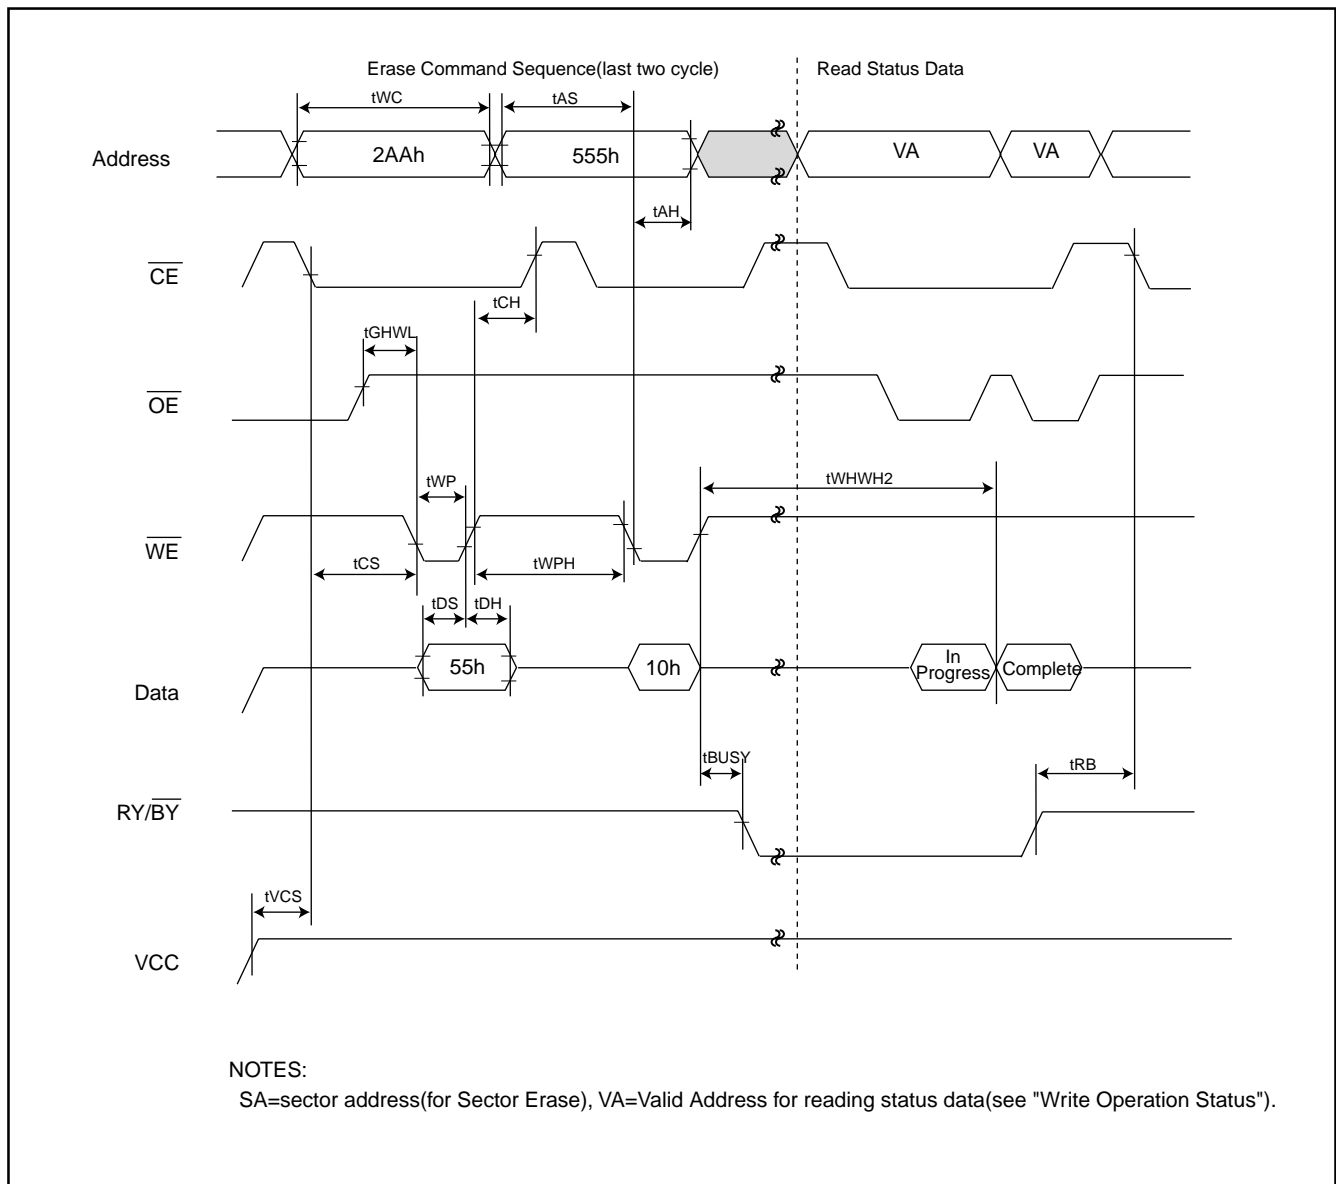 Erase Command Sequence(last two cycle) Read Status Data
tWC tAS
Address 2AAh 555h VA VA
tAH
CE
tCH
tGHWL
OE
tWP tWHWH2
WE
tCS tWPH
tDS tDH
Data 55h 10h In Progress Complete
tBUSY tRB
RY/BY
tVCS
VCC
NOTES:
SA=sector address(for Sector Erase), VA=Valid Address for reading status data(see "Write Operation Status").